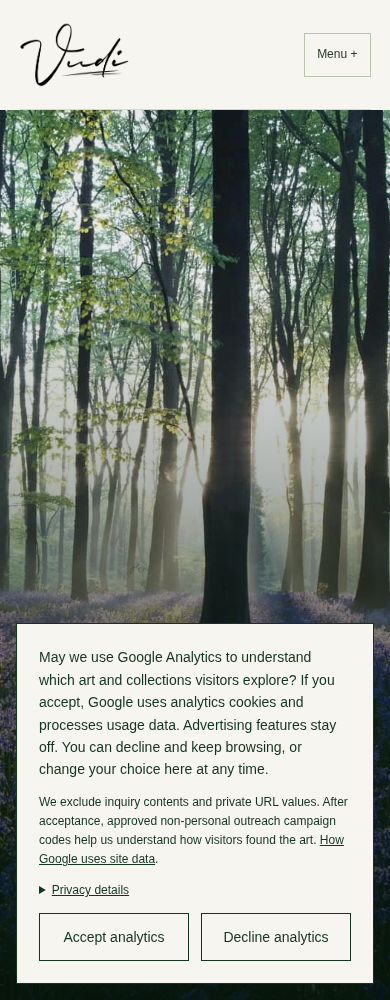 Vudi
Menu +
May we use Google Analytics to understand
which art and collections visitors explore? If you
accept, Google uses analytics cookies and
processes usage data. Advertising features stay
off. You can decline and keep browsing, or
change your choice here at any time.
We exclude inquiry contents and private URL values. After
acceptance, approved non-personal outreach campaign
codes help us understand how visitors found the art. How
Google uses site data.
Privacy details
Accept analytics
Decline analytics